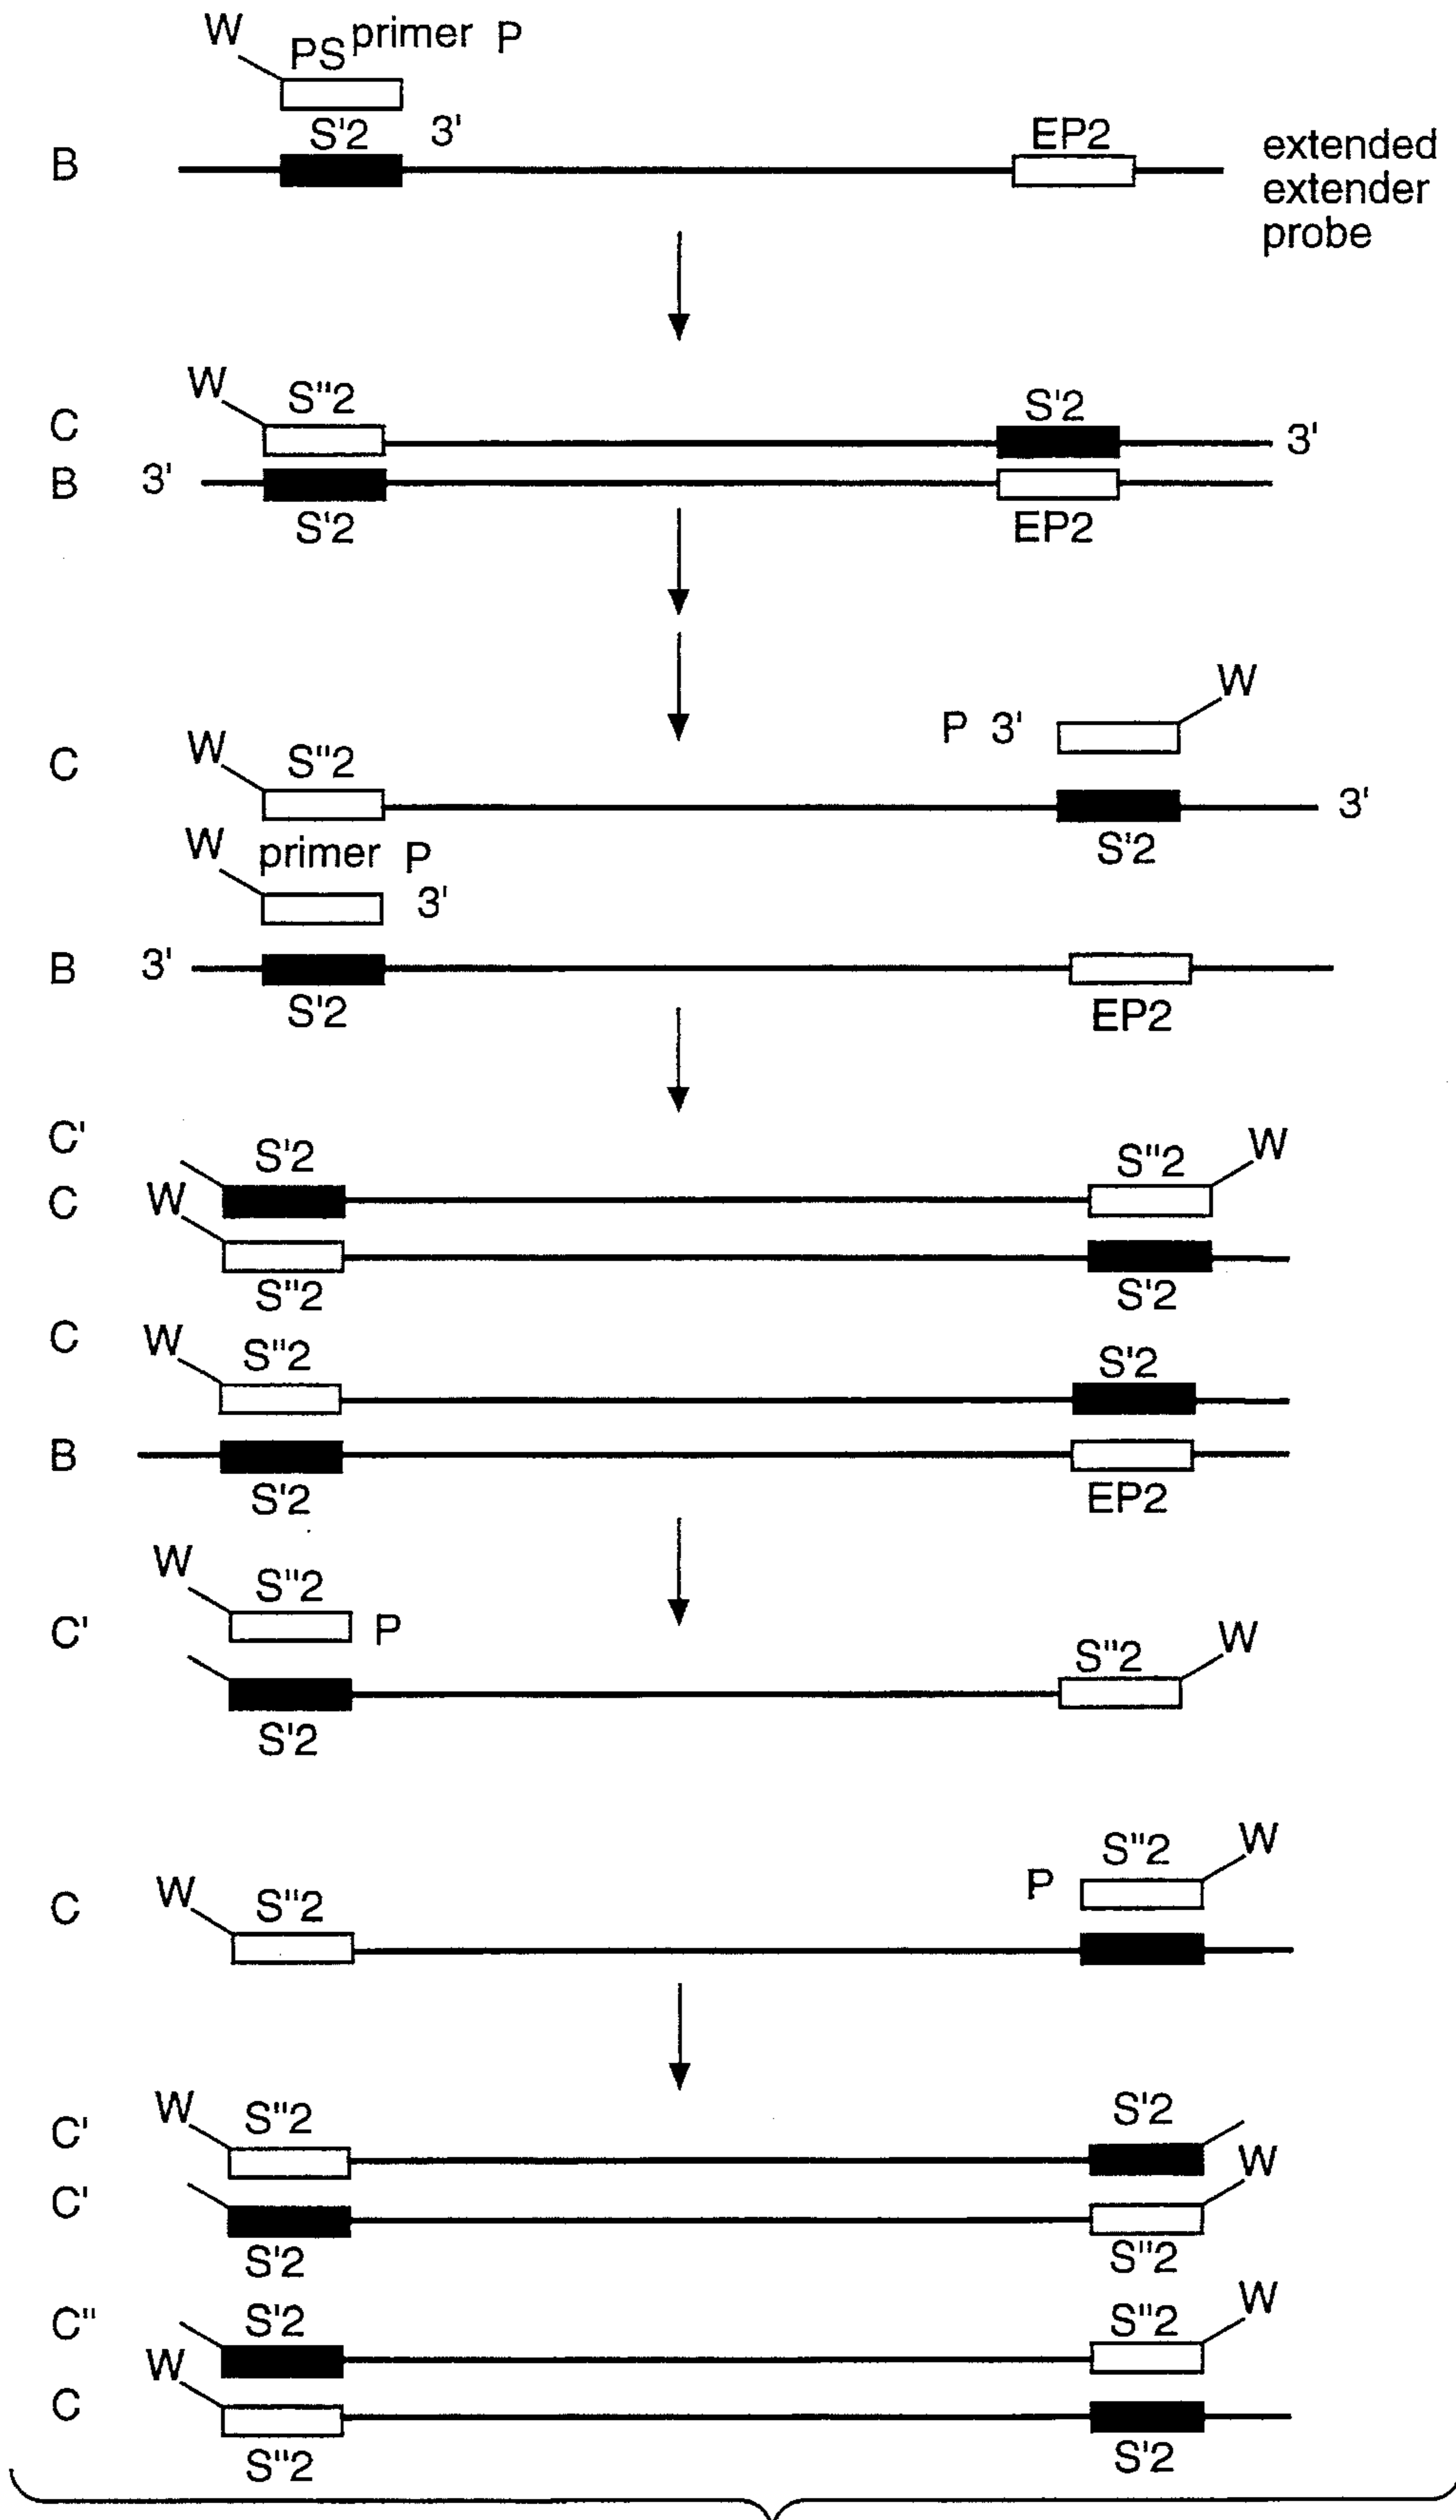 W PS primer P
S'2 3' EP2
B extended
extender
probe
W S"2 S'2
C 3'
B 3'
S'2 EP2
W
P 3'
W S"2
C 3'
S'2
W primer P
3'
B 3'
S'2 EP2
C' S'2 S"2 W
C W
S"2 S'2
C W S"2 S'2
B
S'2 EP2
W S"2
C' P S"2 W
S'2
S"2 W
P
C W S"2
C' W S"2 S'2
C' W
S'2 S"2
C" S'2 S"2 W
W
C
S"2 S'2